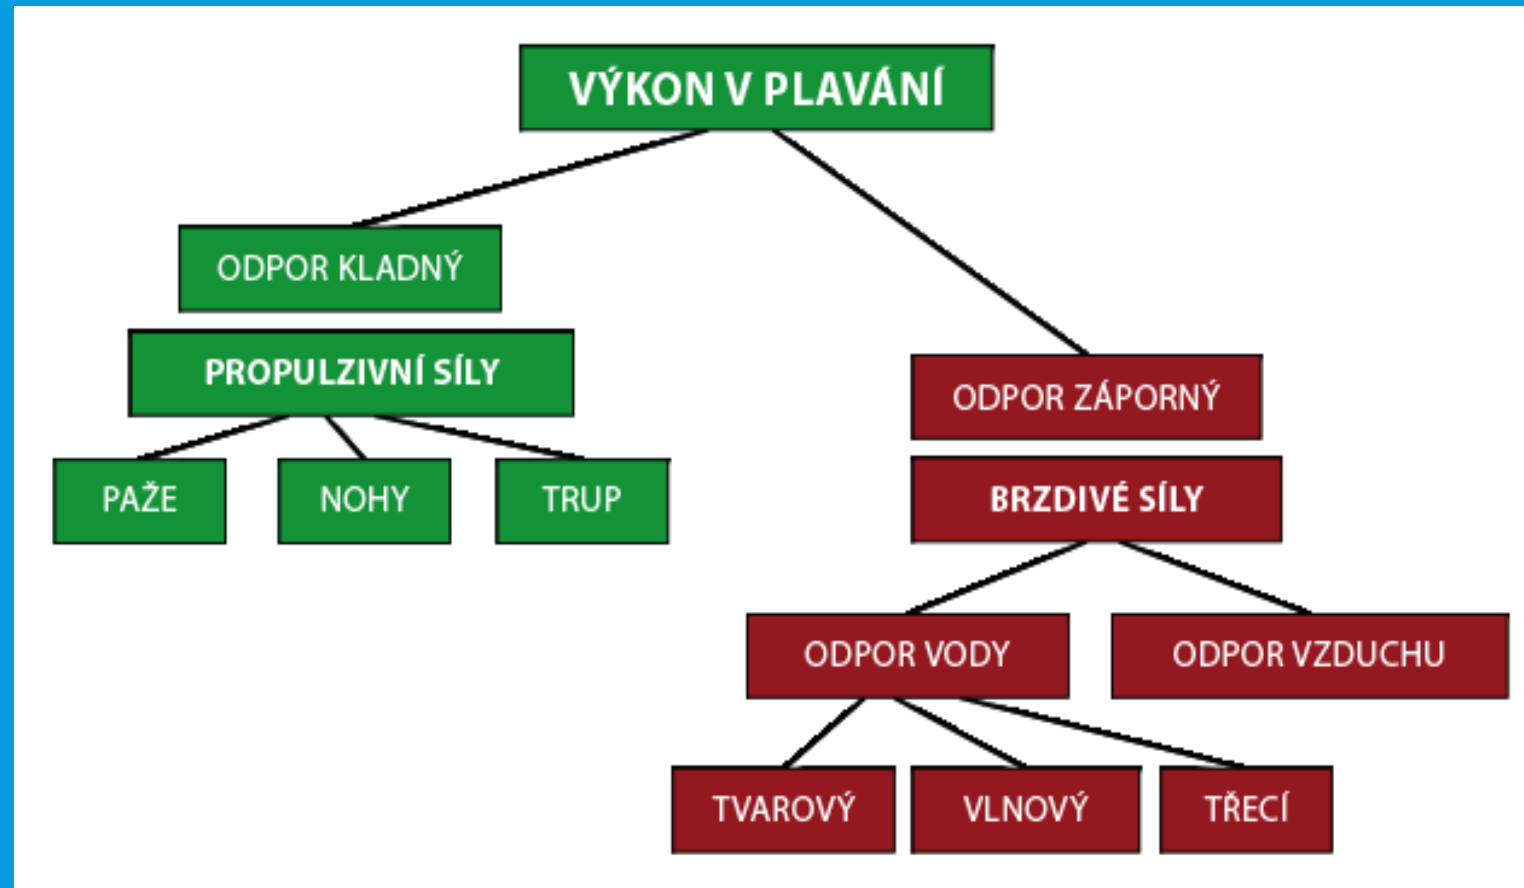 VÝKON V PLAVÁNÍ
ODPOR KLADNÝ
PROPULZIVNÍ SÍLY
PAŽE
NOHY
TRUP
ODPOR ZÁPORNÝ
BRZDIVÉ SÍLY
ODPOR VODY
ODPOR VZDUCHU
TVAROVÝ
VLNOVÝ
TŘECÍ